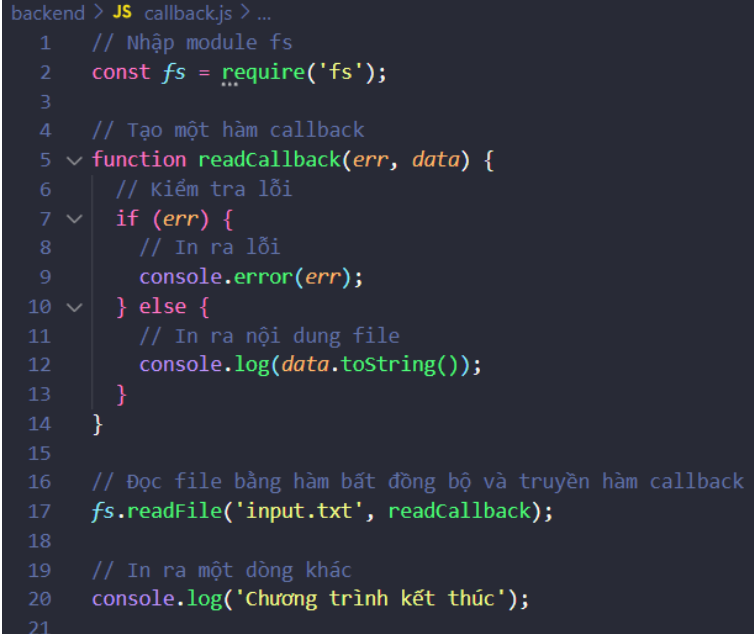 backend > JS callback.js > ...
1 // Nhập module fs
2 const fs = require('fs');
3
4 // Tạo một hàm callback
5 function readCallback(err, data) {
6 // Kiểm tra lỗi
7 if (err) {
8 // In ra lỗi
9 console.error(err);
10 } else {
11 // In ra nội dung file
12 console.log(data.toString());
13 }
14 }
15
16 // Đọc file bằng hàm bất đồng bộ và truyền hàm callback
17 fs.readFile('input.txt', readCallback);
18
19 // In ra một dòng khác
20 console.log('Chương trình kết thúc');
21